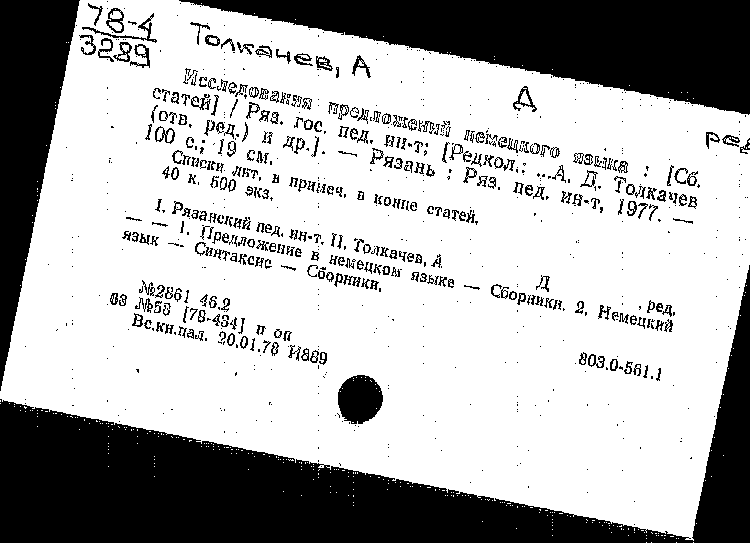 78-4
3289
Толкачев, А Д ред
Исследования предложений немецкого языка : [Сб.
статей] / Ряз. гос. пед. ин-т; [Редкол.: ...А. Д. Толкачев
(отв. ред.) и др.]. — Рязань : Ряз. пед. ин-т, 1977. —
100 с.; 19 см.
Списки лит. в примеч. в конце статей.
40 к. 500 экз.
I. Рязанский пед. ин-т. II. Толкачев, А Д , ред.
— — 1. Предложение в немецком языке — Сборники. 2. Немецкий
язык — Синтаксис — Сборники.
803.0-561.1
№2861 46.2
№58 [78-434] п оп
Вс.кн.пал. 20.01.78 И889